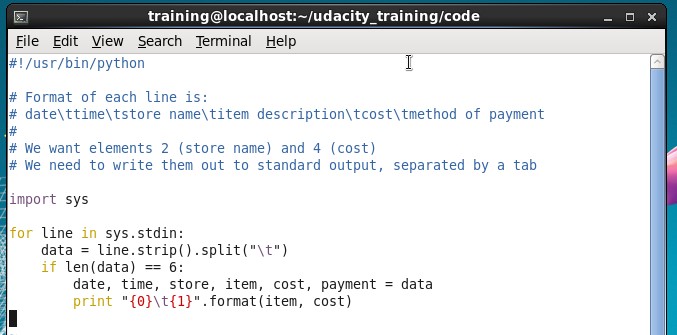 training@localhost:~/udacity_training/code
File Edit View Search Terminal Help
#!/usr/bin/python
# Format of each line is:
# date\ttime\tstore name\titem description\tcost\tmethod of payment
#
# We want elements 2 (store name) and 4 (cost)
# We need to write them out to standard output, separated by a tab
import sys
for line in sys.stdin:
    data = line.strip().split("\t")
    if len(data) == 6:
        date, time, store, item, cost, payment = data
        print "{0}\t{1}".format(item, cost)